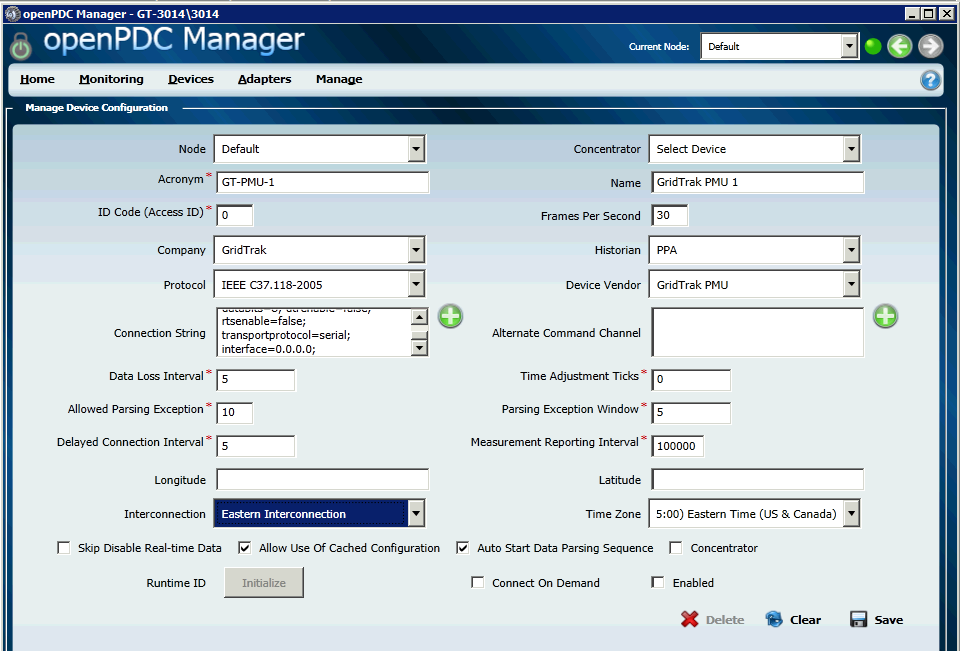 openPDC Manager - GT-3014\3014
openPDC Manager
Current Node: Default
Home Monitoring Devices Adapters Manage
Manage Device Configuration
Node Default Concentrator Select Device
Acronym * GT-PMU-1 Name GridTrak PMU 1
ID Code (Access ID) * 0 Frames Per Second 30
Company GridTrak Historian PPA
Protocol IEEE C37.118-2005 Device Vendor GridTrak PMU
Connection String
rtsenable=false;
transportprotocol=serial;
interface=0.0.0.0;
Alternate Command Channel
Data Loss Interval * 5 Time Adjustment Ticks * 0
Allowed Parsing Exception * 10 Parsing Exception Window * 5
Delayed Connection Interval * 5 Measurement Reporting Interval * 100000
Longitude Latitude
Interconnection Eastern Interconnection Time Zone 5:00) Eastern Time (US & Canada)
Skip Disable Real-time Data Allow Use Of Cached Configuration Auto Start Data Parsing Sequence Concentrator
Runtime ID Initialize Connect On Demand Enabled
Delete Clear Save